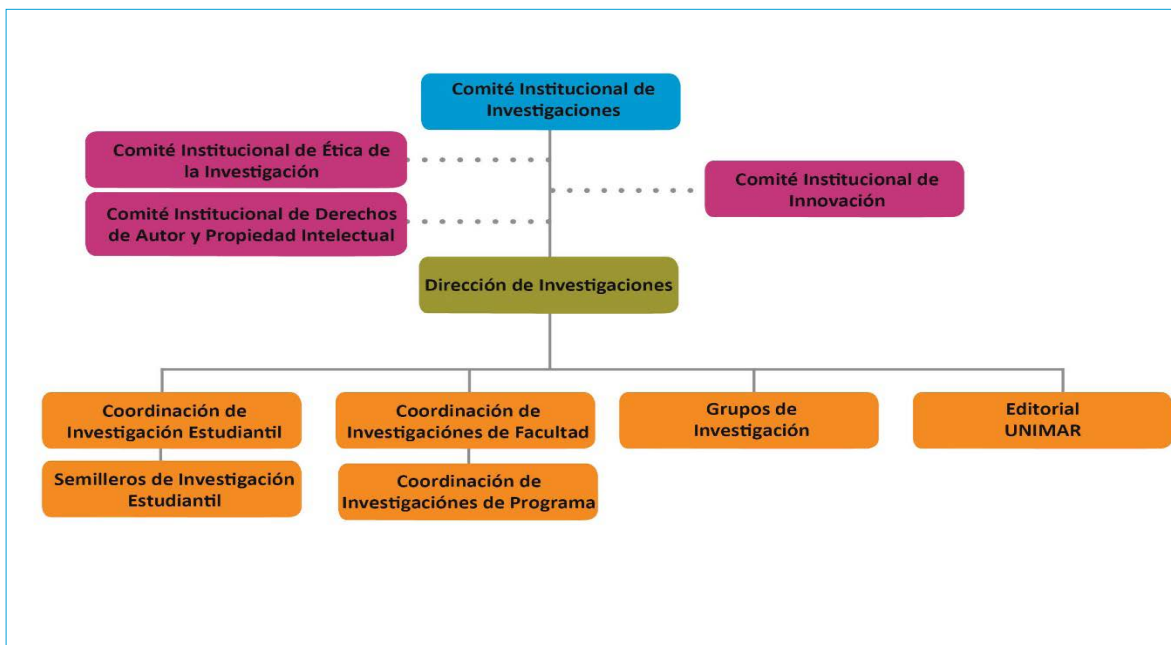 Comité Institucional de
Investigaciones
Comité Institucional de Ética de
la Investigación
Comité Institucional de
Innovación
Comité Institucional de Derechos
de Autor y Propiedad Intelectual
Dirección de Investigaciones
Coordinación de
Investigación Estudiantil
Coordinación de
Investigaciónes de Facultad
Grupos de
Investigación
Editorial
UNIMAR
Semilleros de Investigación
Estudiantil
Coordinación de
Investigaciónes de Programa